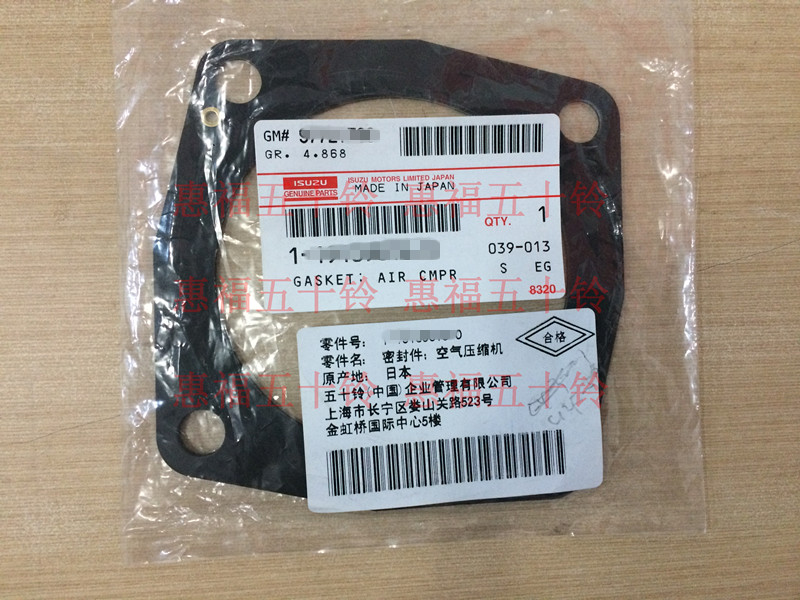 GM#
GR. 4.868
ISUZU
GENUINE PARTS
ISUZU MOTORS LIMITED JAPAN
MADE IN JAPAN
QTY. 1
1-
039-013
GASKET; AIR CMPR
S EG
8320
零件号:
合格
零件名: 密封件: 空气压缩机
原产地: 日本
五十铃(中国)企业管理有限公司
上海市长宁区娄山关路523号
金虹桥国际中心5楼
惠福五十铃 惠福五十铃
惠福五十铃 惠福五十铃
惠福五十铃 惠福五十铃